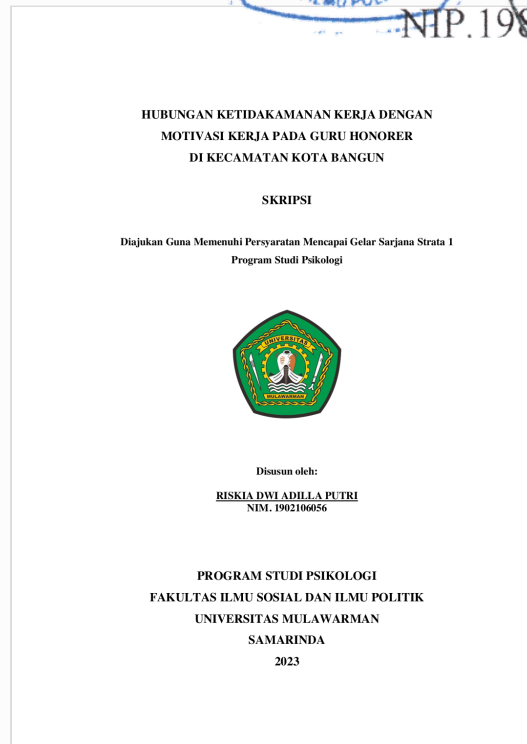 NIP.198
HUBUNGAN KETIDAKAMANAN KERJA DENGAN
MOTIVASI KERJA PADA GURU HONORER
DI KECAMATAN KOTA BANGUN
SKRIPSI
Diajukan Guna Memenuhi Persyaratan Mencapai Gelar Sarjana Strata 1
Program Studi Psikologi
UNIVERSITAS
MULAWARMAN
Disusun oleh:
RISKIA DWI ADILLA PUTRI
NIM. 1902106056
PROGRAM STUDI PSIKOLOGI
FAKULTAS ILMU SOSIAL DAN ILMU POLITIK
UNIVERSITAS MULAWARMAN
SAMARINDA
2023